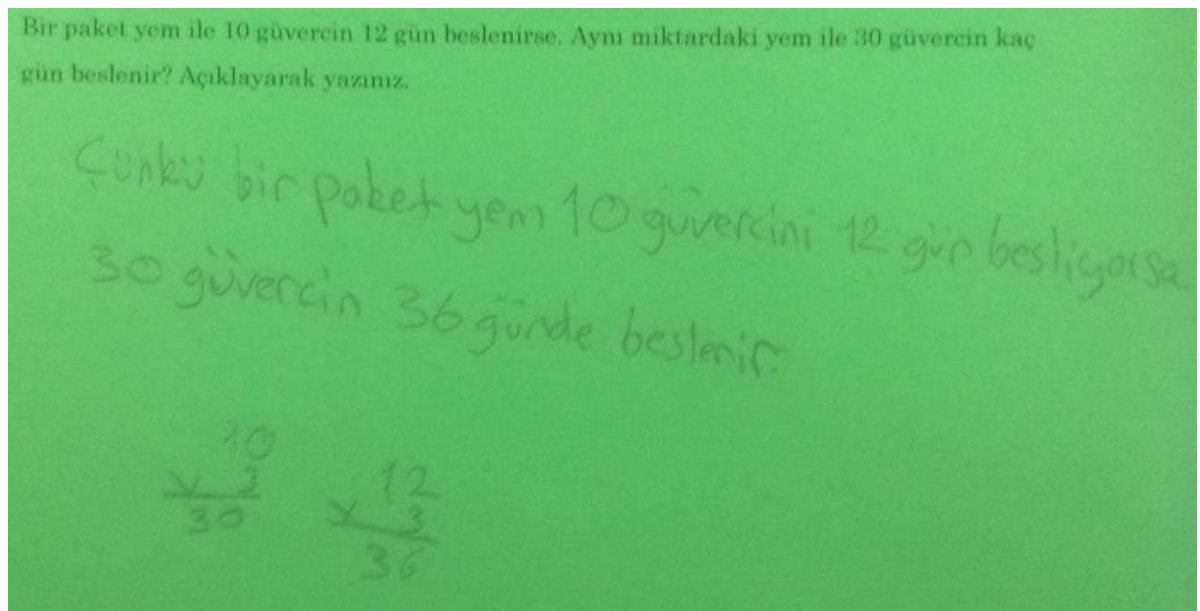 Bir paket yem ile 10 güvercin 12 gün beslenirse. Aynı miktardaki yem ile 30 güvercin kaç
gün beslenir? Açıklayarak yazınız.
Çünkü bir paket yem 10 güvercini 12 gün besliyorsa
30 güvercin 36 günde beslenir.
10
x 3
30
12
x 3
36